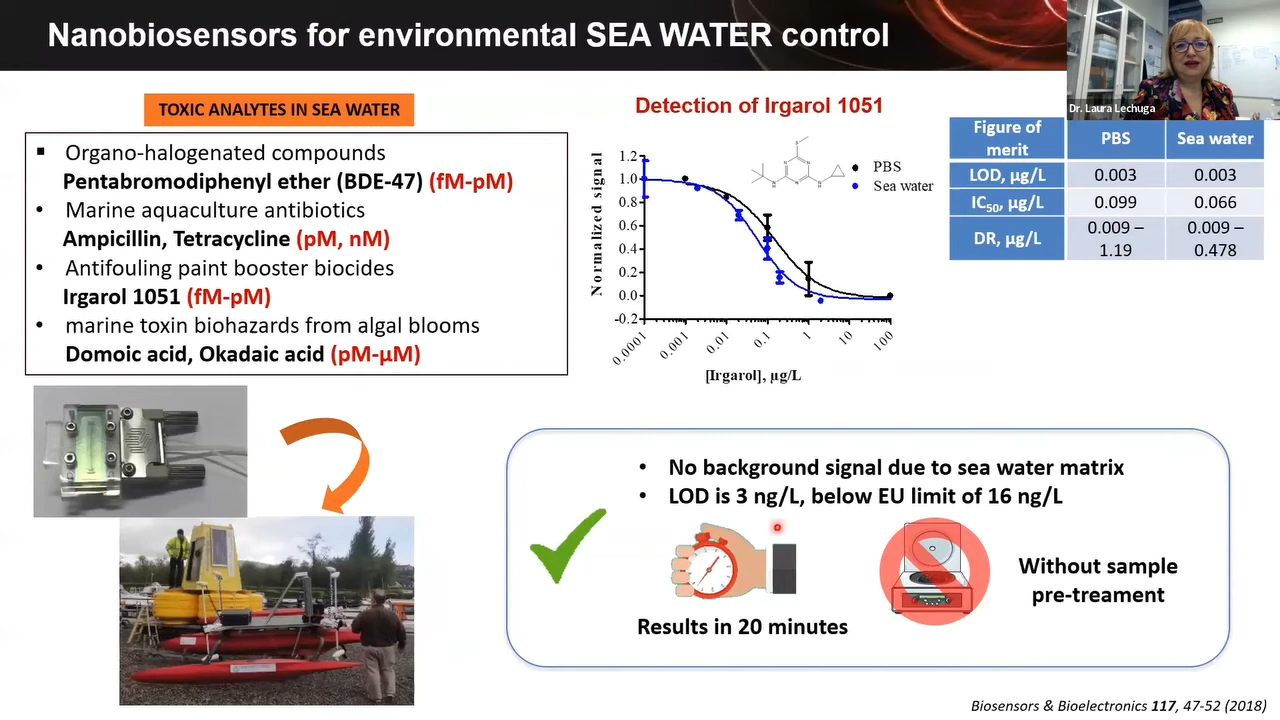 Nanobiosensors for environmental SEA WATER control
Dr. Laura Lechuga
TOXIC ANALYTES IN SEA WATER
▪ Organo-halogenated compounds
Pentabromodiphenyl ether (BDE-47) (fM-pM)
• Marine aquaculture antibiotics
Ampicillin, Tetracycline (pM, nM)
• Antifouling paint booster biocides
Irgarol 1051 (fM-pM)
• marine toxin biohazards from algal blooms
Domoic acid, Okadaic acid (pM-µM)
Detection of Irgarol 1051
Normalized signal
1.2
1.0
0.8
0.6
0.4
0.2
0.0
-0.2
0.0001
0.001
0.01
0.1
1
10
100
[Irgarol], µg/L
PBS
Sea water
S
N
N
N
NH
NH
Figure of
merit
PBS
Sea water
LOD, µg/L
0.003
0.003
IC50, µg/L
0.099
0.066
DR, µg/L
0.009 –
1.19
0.009 –
0.478
• No background signal due to sea water matrix
• LOD is 3 ng/L, below EU limit of 16 ng/L
Results in 20 minutes
Without sample
pre-treament
Biosensors & Bioelectronics 117, 47-52 (2018)